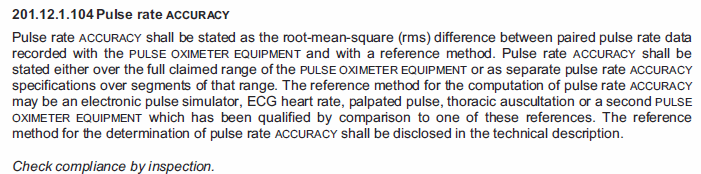 201.12.1.104 Pulse rate ACCURACY
Pulse rate ACCURACY shall be stated as the root-mean-square (rms) difference between paired pulse rate data
recorded with the PULSE OXIMETER EQUIPMENT and with a reference method. Pulse rate ACCURACY shall be
stated either over the full claimed range of the PULSE OXIMETER EQUIPMENT or as separate pulse rate ACCURACY
specifications over segments of that range. The reference method for the computation of pulse rate ACCURACY
may be an electronic pulse simulator, ECG heart rate, palpated pulse, thoracic auscultation or a second PULSE
OXIMETER EQUIPMENT which has been qualified by comparison to one of these references. The reference
method for the determination of pulse rate ACCURACY shall be disclosed in the technical description.
Check compliance by inspection.